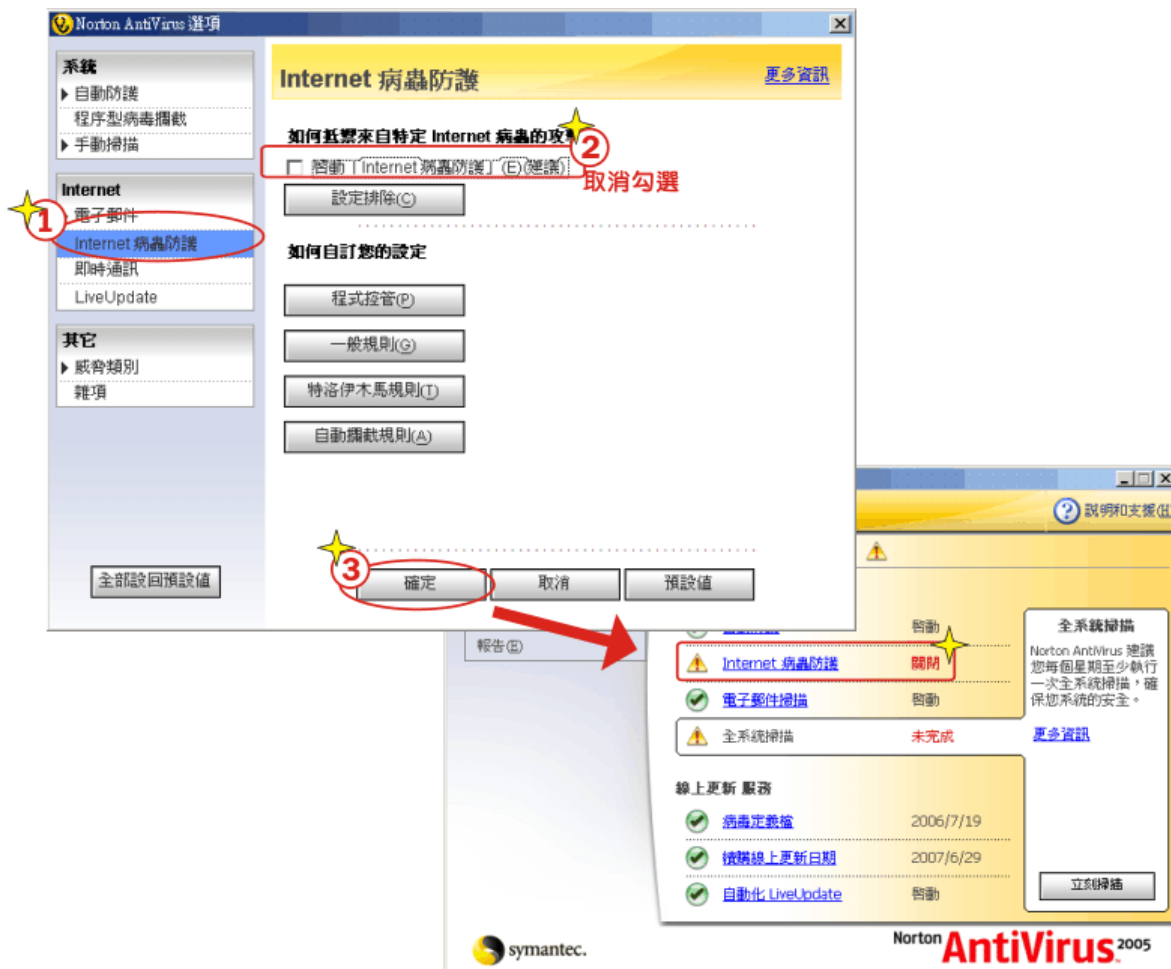 Norton AntiVirus 選項
系統
自動防護
程序型病毒攔截
手動掃描
Internet
電子郵件
Internet 病蟲防護
即時通訊
LiveUpdate
其它
威脅類別
雜項
全部設回預設值
1
Internet 病蟲防護
更多資訊
如何抵禦來自特定 Internet 病蟲的攻
2
啟動「Internet 病蟲防護」(E)(建議)
取消勾選
設定排除(C)
如何自訂您的設定
程式控管(P)
一般規則(G)
特洛伊木馬規則(T)
自動攔截規則(A)
3
確定
取消
預設值
說明和支援(H
報告(E)
啟動
Internet 病蟲防護
關閉
電子郵件掃描
啟動
全系統掃描
未完成
線上更新 服務
病毒定義檔
2006/7/19
續購線上更新日期
2007/6/29
自動化 LiveUpdate
啟動
全系統掃描
Norton AntiVirus 建議
您每個星期至少執行
一次全系統掃描，確
保您系統的安全。
更多資訊
立刻掃描
symantec.
Norton AntiVirus 2005